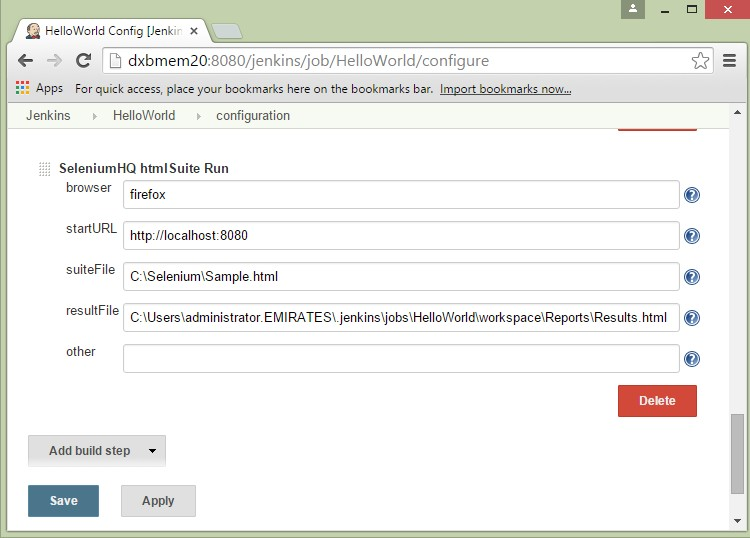 HelloWorld Config [Jenkin
dxbmem20:8080/jenkins/job/HelloWorld/configure
Apps For quick access, place your bookmarks here on the bookmarks bar. Import bookmarks now...
Jenkins HelloWorld configuration
SeleniumHQ htmlSuite Run
browser firefox
startURL http://localhost:8080
suiteFile C:\Selenium\Sample.html
resultFile C:\Users\administrator.EMIRATES\.jenkins\jobs\HelloWorld\workspace\Reports\Results.html
other
Delete
Add build step
Save Apply